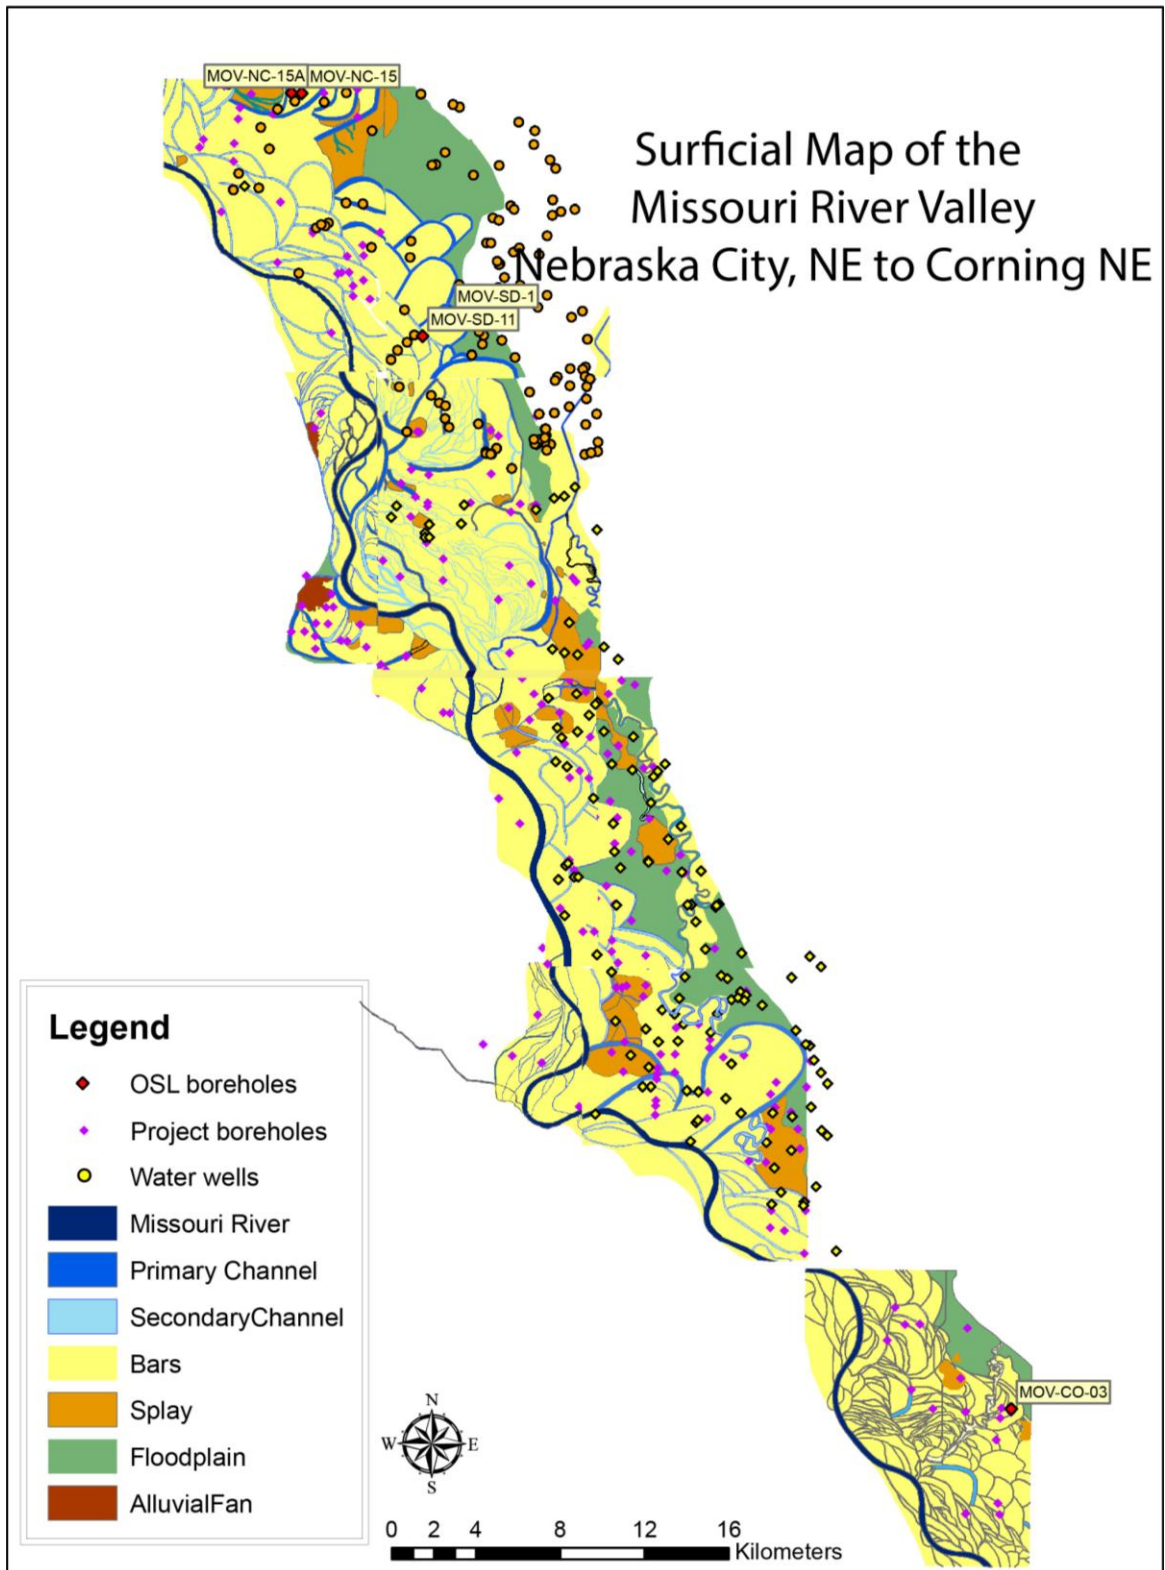 MOV-NC-15A MOV-NC-15
Surficial Map of the
Missouri River Valley
Nebraska City, NE to Corning NE
MOV-SD-1
MOV-SD-11
Legend
OSL boreholes
Project boreholes
Water wells
Missouri River
Primary Channel
SecondaryChannel
Bars
Splay
Floodplain
AlluvialFan
MOV-CO-03
N
W E
S
0 2 4 8 12 16
Kilometers